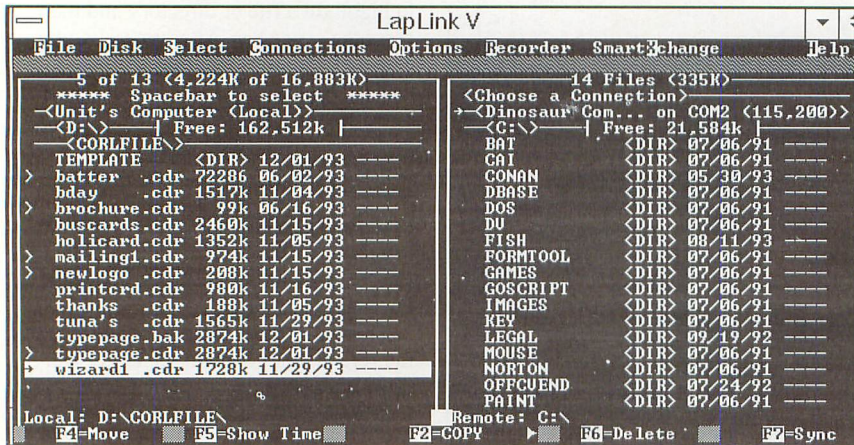 LapLink V
File Disk Select Connections Options Recorder SmartXchange Help
5 of 13 (4,224K of 16,883K)
***** Spacebar to select *****
<Unit's Computer (Local)>
<D:\> Free: 162,512k
<CORLFILE\>
TEMPLATE <DIR> 12/01/93 ----
> batter .cdr 72286 06/02/93 ----
bday .cdr 1517k 11/04/93 ----
> brochure.cdr 99k 06/16/93 ----
buscards.cdr 2460k 11/15/93 ----
holicard.cdr 1352k 11/05/93 ----
> mailing1.cdr 974k 11/15/93 ----
> newlogo .cdr 208k 11/15/93 ----
printcrd.cdr 980k 11/16/93 ----
thanks .cdr 188k 11/05/93 ----
tuna's .cdr 1565k 11/29/93 ----
typepage.bak 2874k 12/01/93 ----
> typepage.cdr 2874k 12/01/93 ----
→ wizard1 .cdr 1728k 11/29/93 ----
Local: D:\CORLFILE\
14 Files (335K)
<Choose a Connection>
→<Dinosaur Com... on COM2 (115,200)>
<C:\> Free: 21,584k
BAT <DIR> 07/06/91 ----
CAI <DIR> 07/06/91 ----
CONAN <DIR> 05/30/93 ----
DBASE <DIR> 07/06/91 ----
DOS <DIR> 07/06/91 ----
DV <DIR> 07/06/91 ----
FISH <DIR> 08/11/93 ----
FORMTOOL <DIR> 07/06/91 ----
GAMES <DIR> 07/06/91 ----
GOSCRIPT <DIR> 07/06/91 ----
IMAGES <DIR> 07/06/91 ----
KEY <DIR> 07/06/91 ----
LEGAL <DIR> 09/19/92 ----
MOUSE <DIR> 07/06/91 ----
NORTON <DIR> 07/06/91 ----
OFFCVEND <DIR> 07/24/92 ----
PAINT <DIR> 07/06/91 ----
Remote: C:\
F4=Move F5=Show Time F2=COPY ► F6=Delete F7=Sync